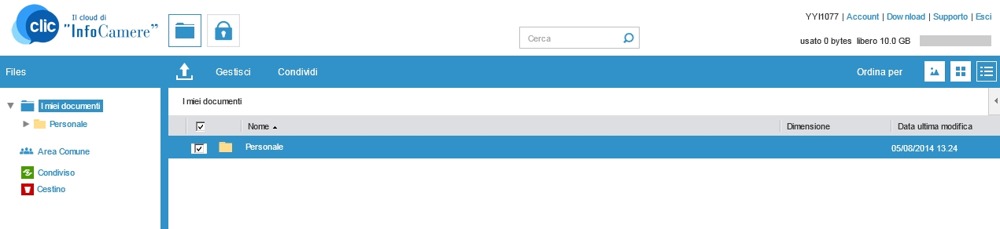 clic
Il cloud di
"InfoCamere"
Cerca
YYI1077 | Account | Download | Supporto | Esci
usato 0 bytes libero 10.0 GB
Files
Gestisci
Condividi
Ordina per
I miei documenti
Personale
Area Comune
Condiviso
Cestino
I miei documenti
Nome
Dimensione
Data ultima modifica
Personale
05/08/2014 13.24